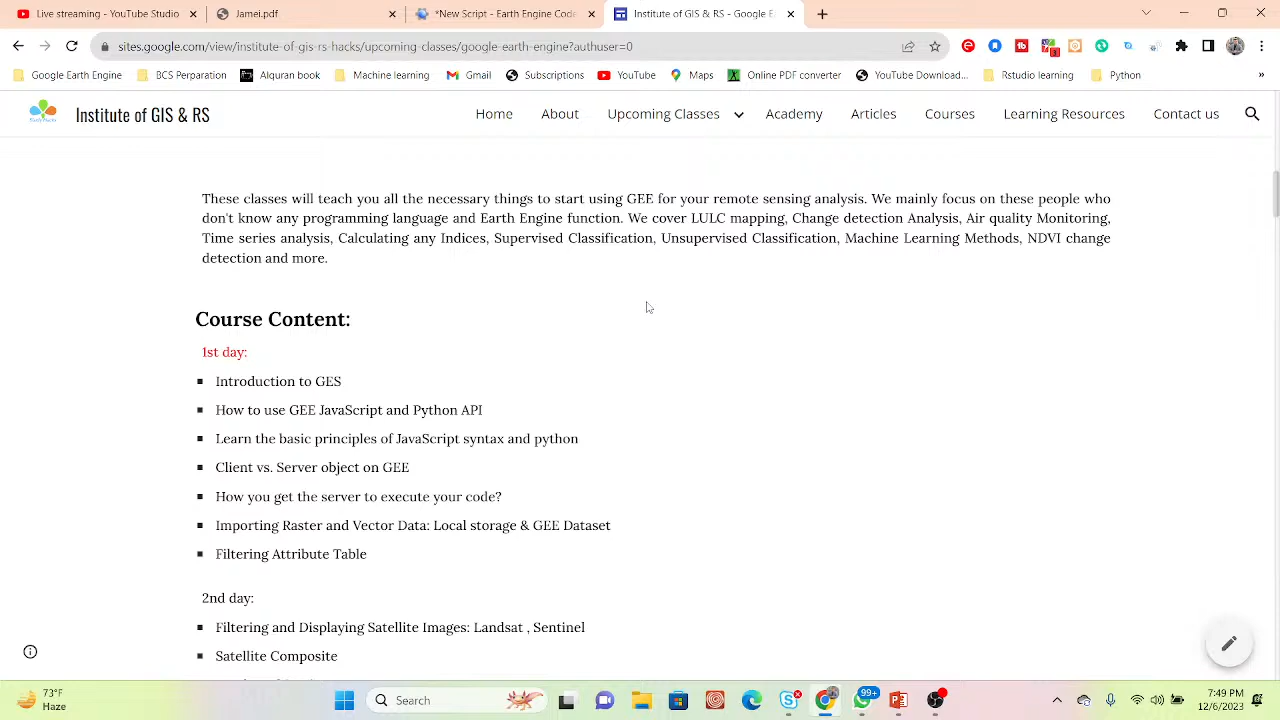 Live streaming - YouTube Studio
Jamei.pdf
*New Script - Earth Engine Code
Institute of GIS & RS - Google E
sites.google.com/view/institute-of-gis-rs-hackers-learning-classes/google-earth-engine?authuser=0
Google Earth Engine
BCS Perparation
Alquran book
Machine learning
Gmail
Subscriptions
YouTube
Maps
Online PDF converter
YouTube Download...
Rstudio learning
Python
»
Institute of GIS & RS
Home
About
Upcoming Classes
Academy
Articles
Courses
Learning Resources
Contact us
These classes will teach you all the necessary things to start using GEE for your remote sensing analysis. We mainly focus on these people who
don't know any programming language and Earth Engine function. We cover LULC mapping, Change detection Analysis, Air quality Monitoring,
Time series analysis, Calculating any Indices, Supervised Classification, Unsupervised Classification, Machine Learning Methods, NDVI change
detection and more.
Course Content:
1st day:
Introduction to GES
How to use GEE JavaScript and Python API
Learn the basic principles of JavaScript syntax and python
Client vs. Server object on GEE
How you get the server to execute your code?
Importing Raster and Vector Data: Local storage & GEE Dataset
Filtering Attribute Table
2nd day:
Filtering and Displaying Satellite Images: Landsat , Sentinel
Satellite Composite
73°F
Haze
Search
99+
7:49 PM
12/6/2023